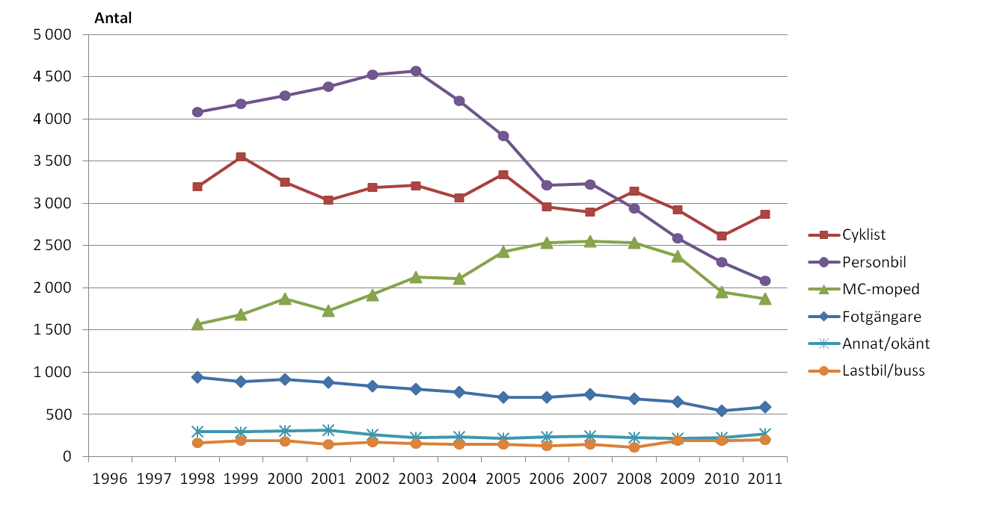 Antal
5 000
4 500
4 000
3 500
3 000
2 500
2 000
1 500
1 000
500
0
1996 1997 1998 1999 2000 2001 2002 2003 2004 2005 2006 2007 2008 2009 2010 2011
Cyklist
Personbil
MC-moped
Fotgängare
Annat/okänt
Lastbil/buss